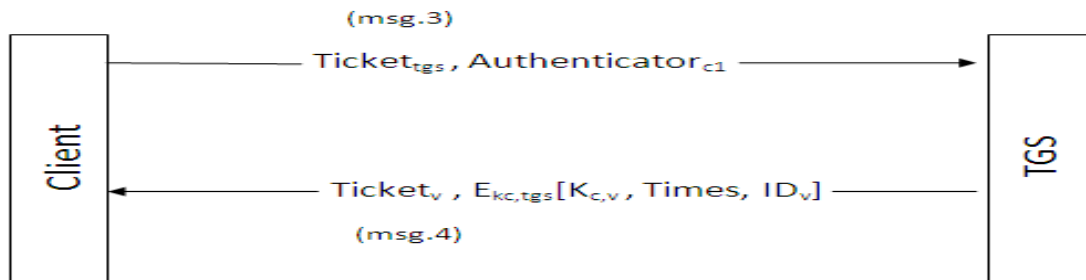 (msg.3)
Ticket_tgs , Authenticator_c1
Client
TGS
Ticket_v , E_kc,tgs[K_c,v , Times, ID_v]
(msg.4)